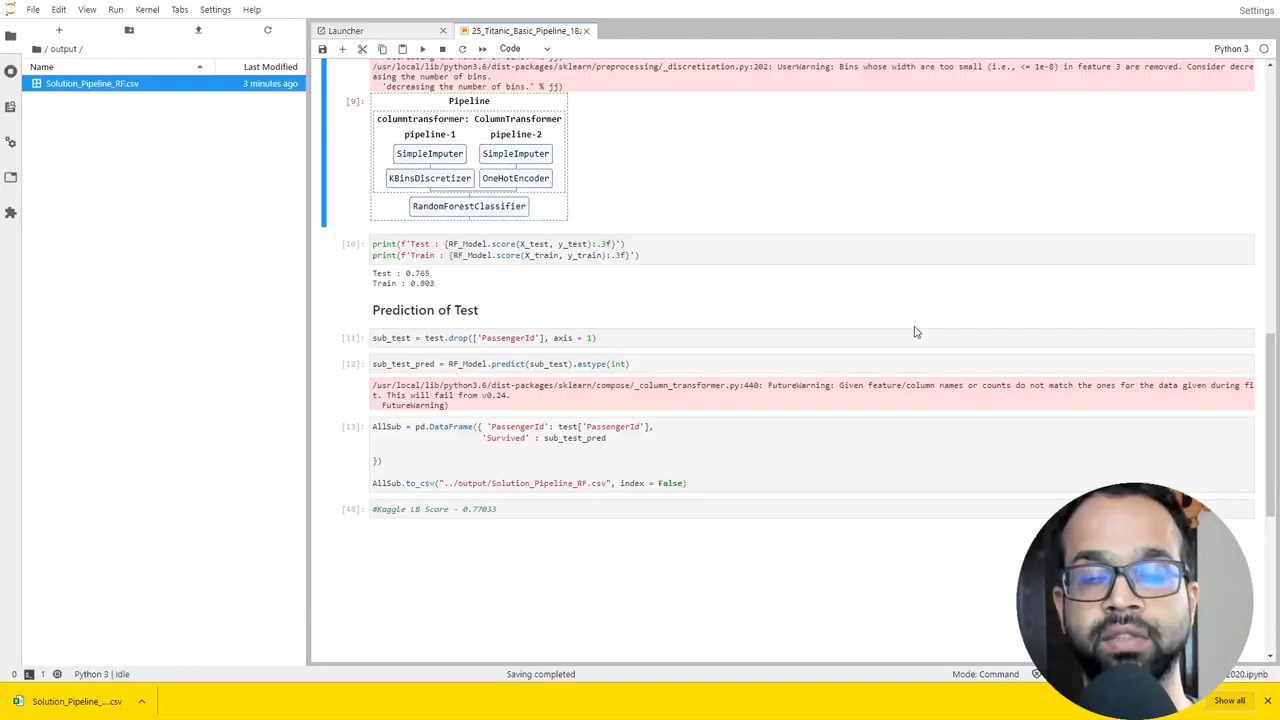 File Edit View Run Kernel Tabs Settings Help
Settings
Launcher
25_Titanic_Basic_Pipeline_18J
Code
Python 3
/ output /
Name Last Modified
Solution_Pipeline_RF.csv 3 minutes ago
/usr/local/lib/python3.6/dist-packages/sklearn/preprocessing/_discretization.py:202: UserWarning: Bins whose width are too small (i.e., <= 1e-8) in feature 3 are removed. Consider decre
asing the number of bins.
'decreasing the number of bins.' % jj)
[9]:
Pipeline
columntransformer: ColumnTransformer
pipeline-1 pipeline-2
SimpleImputer SimpleImputer
KBinsDiscretizer OneHotEncoder
RandomForestClassifier
[10]: print(f'Test : {RF_Model.score(X_test, y_test):.3f}')
print(f'Train : {RF_Model.score(X_train, y_train):.3f}')
Test : 0.765
Train : 0.803
Prediction of Test
[11]: sub_test = test.drop(['PassengerId'], axis = 1)
[12]: sub_test_pred = RF_Model.predict(sub_test).astype(int)
/usr/local/lib/python3.6/dist-packages/sklearn/compose/_column_transformer.py:440: FutureWarning: Given feature/column names or counts do not match the ones for the data given during fi
t. This will fail from v0.24.
FutureWarning)
[13]: AllSub = pd.DataFrame({ 'PassengerId': test['PassengerId'],
'Survived' : sub_test_pred
})
AllSub.to_csv("../output/Solution_Pipeline_RF.csv", index = False)
[48]: #Kaggle LB Score - 0.77033
0 1 Python 3 | Idle
Saving completed
Mode: Command
2020.ipynb
Solution_Pipeline_....csv
Show all